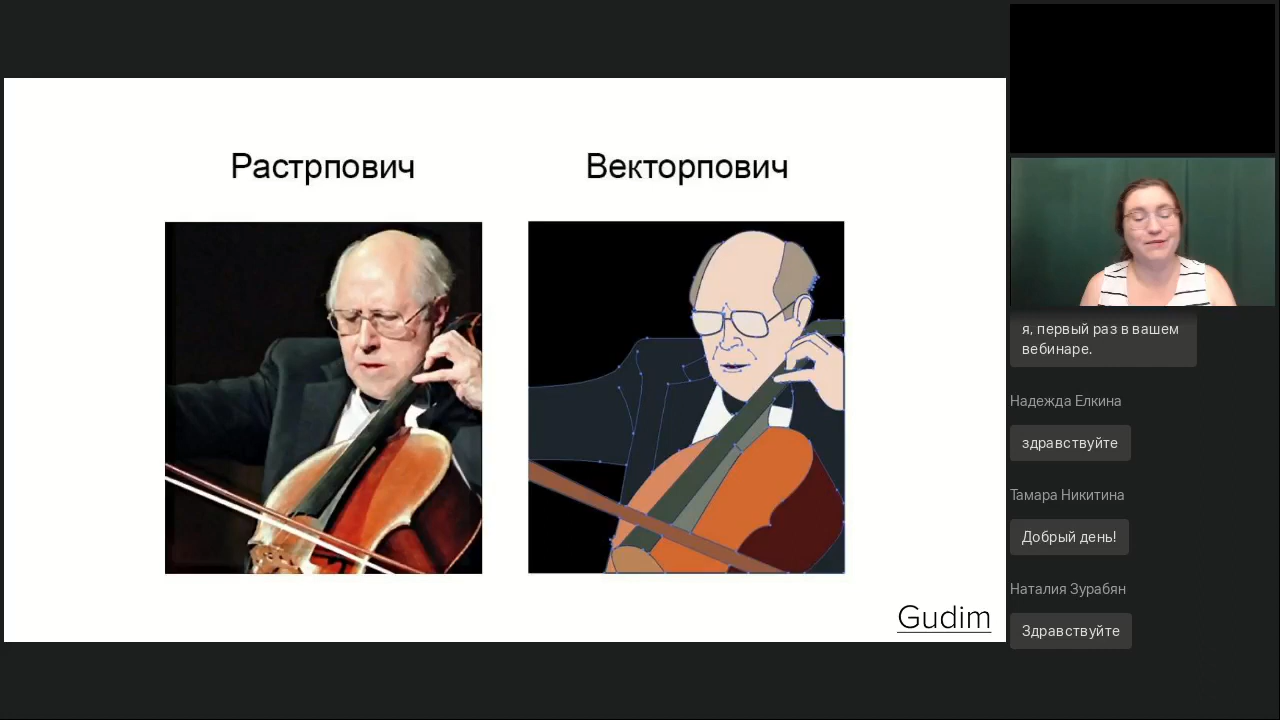 Растрпович
Векторпович
Gudim
я, первый раз в вашем
вебинаре.
Надежда Елкина
здравствуйте
Тамара Никитина
Добрый день!
Наталия Зурабян
Здравствуйте